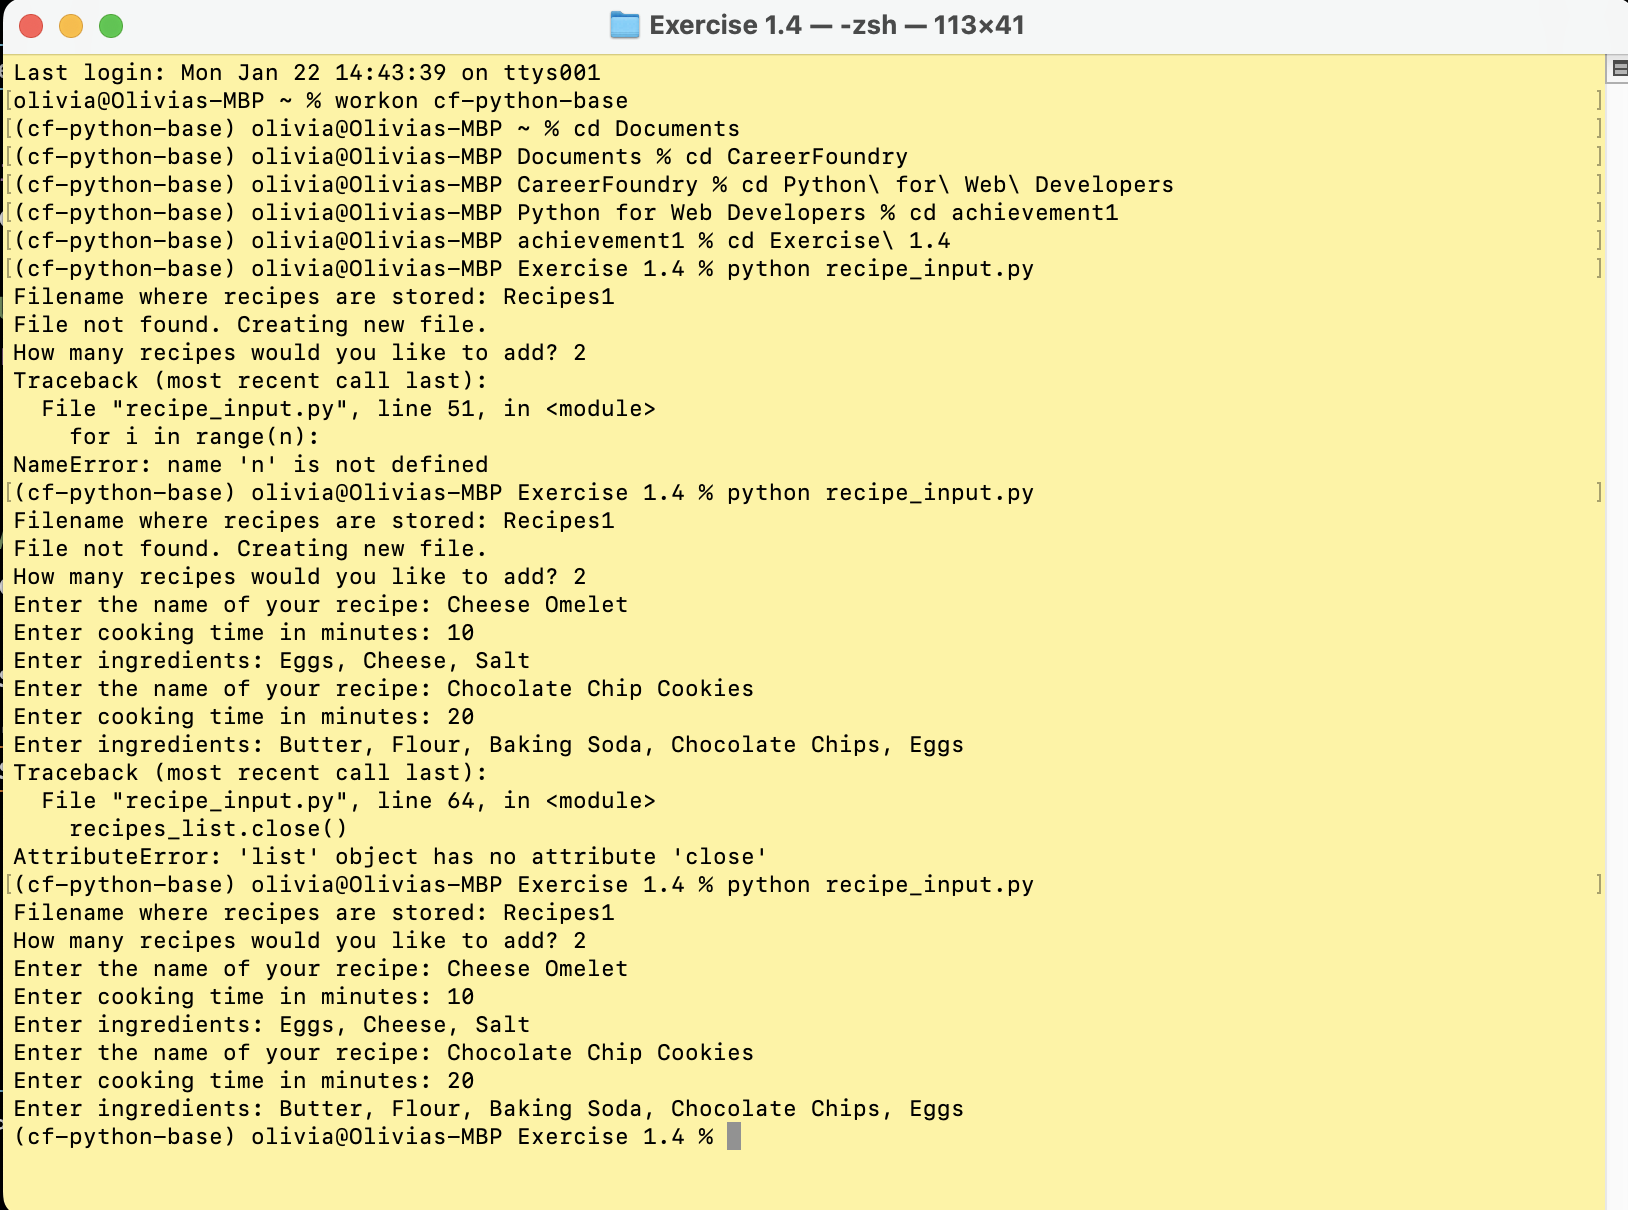 Exercise 1.4 — -zsh — 113×41
Last login: Mon Jan 22 14:43:39 on ttys001
[olivia@Olivias-MBP ~ % workon cf-python-base ]
[(cf-python-base) olivia@Olivias-MBP ~ % cd Documents ]
[(cf-python-base) olivia@Olivias-MBP Documents % cd CareerFoundry ]
[(cf-python-base) olivia@Olivias-MBP CareerFoundry % cd Python\ for\ Web\ Developers ]
[(cf-python-base) olivia@Olivias-MBP Python for Web Developers % cd achievement1 ]
[(cf-python-base) olivia@Olivias-MBP achievement1 % cd Exercise\ 1.4 ]
[(cf-python-base) olivia@Olivias-MBP Exercise 1.4 % python recipe_input.py ]
Filename where recipes are stored: Recipes1
File not found. Creating new file.
How many recipes would you like to add? 2
Traceback (most recent call last):
  File "recipe_input.py", line 51, in <module>
    for i in range(n):
NameError: name 'n' is not defined
[(cf-python-base) olivia@Olivias-MBP Exercise 1.4 % python recipe_input.py ]
Filename where recipes are stored: Recipes1
File not found. Creating new file.
How many recipes would you like to add? 2
Enter the name of your recipe: Cheese Omelet
Enter cooking time in minutes: 10
Enter ingredients: Eggs, Cheese, Salt
Enter the name of your recipe: Chocolate Chip Cookies
Enter cooking time in minutes: 20
Enter ingredients: Butter, Flour, Baking Soda, Chocolate Chips, Eggs
Traceback (most recent call last):
  File "recipe_input.py", line 64, in <module>
    recipes_list.close()
AttributeError: 'list' object has no attribute 'close'
[(cf-python-base) olivia@Olivias-MBP Exercise 1.4 % python recipe_input.py ]
Filename where recipes are stored: Recipes1
How many recipes would you like to add? 2
Enter the name of your recipe: Cheese Omelet
Enter cooking time in minutes: 10
Enter ingredients: Eggs, Cheese, Salt
Enter the name of your recipe: Chocolate Chip Cookies
Enter cooking time in minutes: 20
Enter ingredients: Butter, Flour, Baking Soda, Chocolate Chips, Eggs
(cf-python-base) olivia@Olivias-MBP Exercise 1.4 %